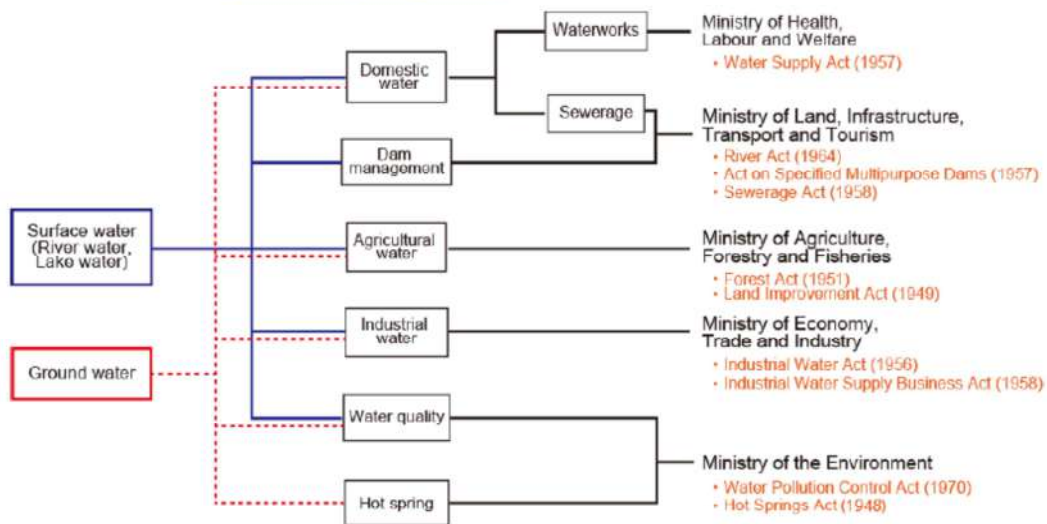 Surface water
(River water,
Lake water)
Ground water
Domestic
water
Dam
management
Agricultural
water
Industrial
water
Water quality
Hot spring
Waterworks
Sewerage
Ministry of Health,
Labour and Welfare
• Water Supply Act (1957)
Ministry of Land, Infrastructure,
Transport and Tourism
• River Act (1964)
• Act on Specified Multipurpose Dams (1957)
• Sewerage Act (1958)
Ministry of Agriculture,
Forestry and Fisheries
• Forest Act (1951)
• Land Improvement Act (1949)
Ministry of Economy,
Trade and Industry
• Industrial Water Act (1956)
• Industrial Water Supply Business Act (1958)
Ministry of the Environment
• Water Pollution Control Act (1970)
• Hot Springs Act (1948)